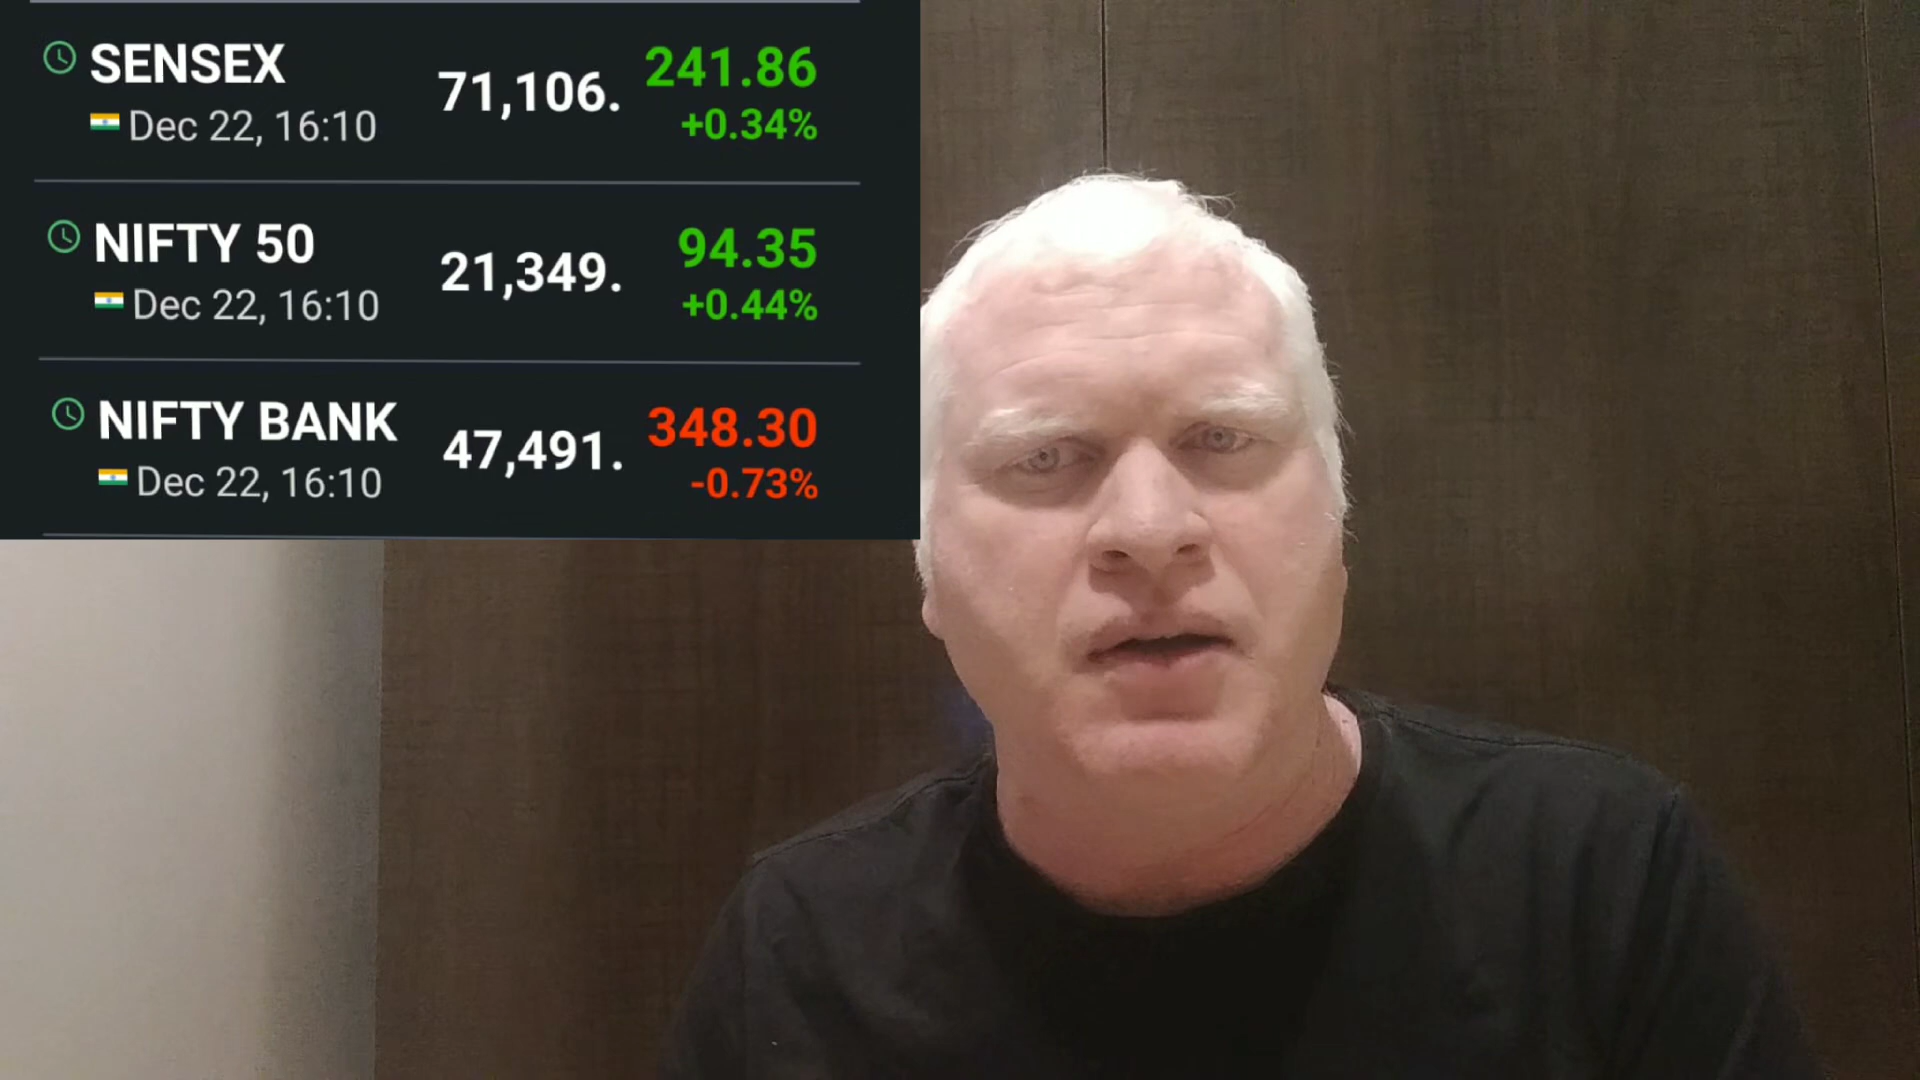 SENSEX 71,106. 241.86
Dec 22, 16:10 +0.34%
NIFTY 50 21,349. 94.35
Dec 22, 16:10 +0.44%
NIFTY BANK 47,491. 348.30
Dec 22, 16:10 -0.73%